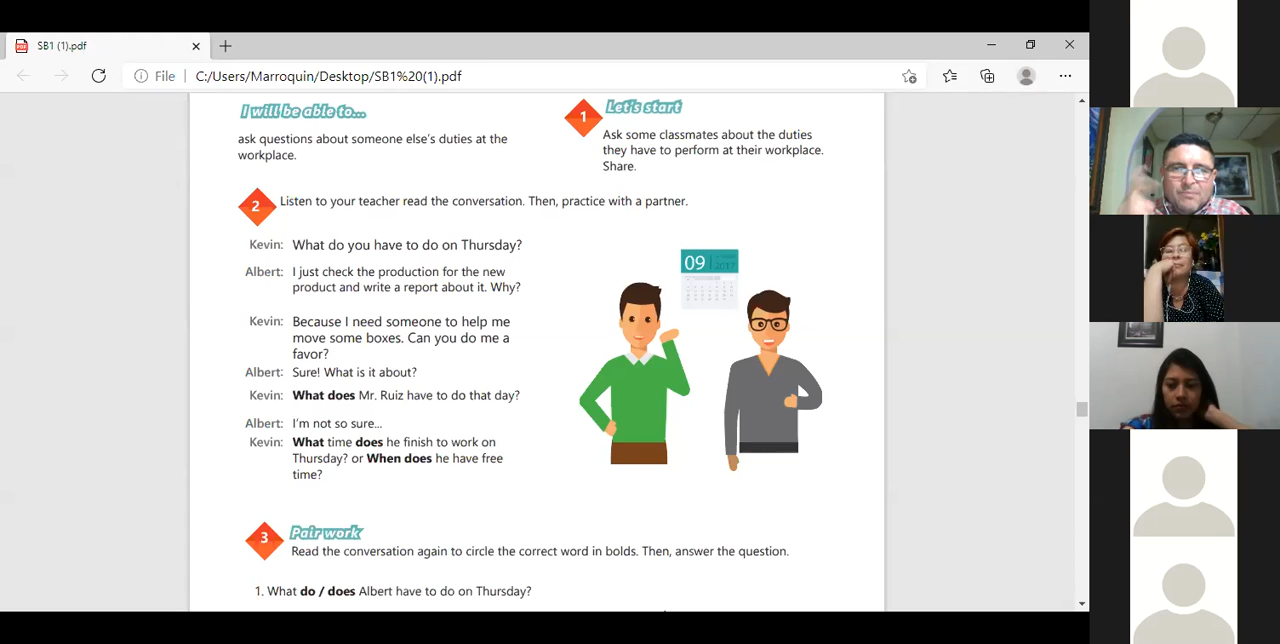 SB1 (1).pdf
File
C:/Users/Marroquin/Desktop/SB1%20(1).pdf
I will be able to...
ask questions about someone else's duties at the
workplace.
1
Let's start
Ask some classmates about the duties
they have to perform at their workplace.
Share.
2
Listen to your teacher read the conversation. Then, practice with a partner.
Kevin: What do you have to do on Thursday?
Albert: I just check the production for the new
product and write a report about it. Why?
Kevin: Because I need someone to help me
move some boxes. Can you do me a
favor?
Albert: Sure! What is it about?
Kevin: What does Mr. Ruiz have to do that day?
Albert: I'm not so sure...
Kevin: What time does he finish to work on
Thursday? or When does he have free
time?
09
2017
3
Pair work
Read the conversation again to circle the correct word in bolds. Then, answer the question.
1. What do / does Albert have to do on Thursday?